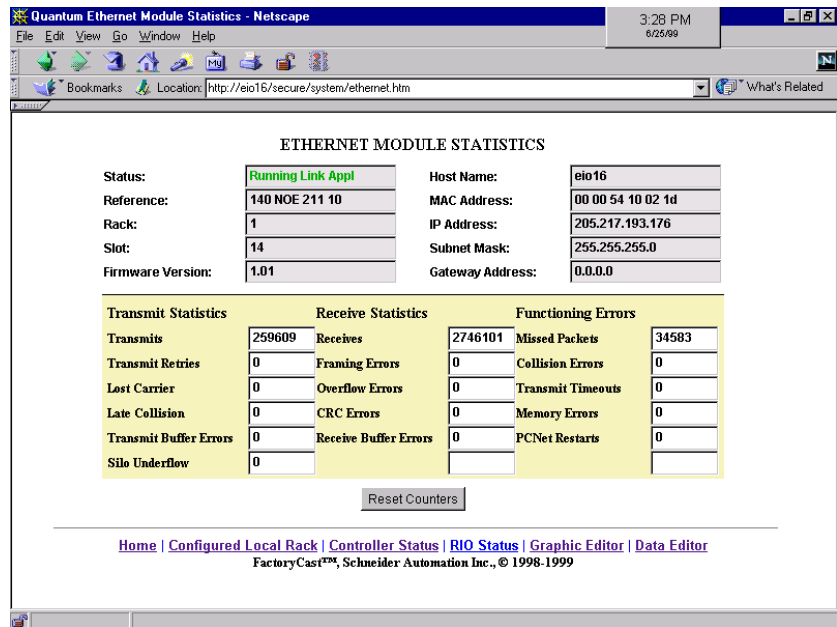 Quantum Ethernet Module Statistics - Netscape
3:28 PM
6/25/99
File Edit View Go Window Help
My
N
Bookmarks Location: http://eio16/secure/system/ethernet.htm What's Related
ETHERNET MODULE STATISTICS
Status: Running Link Appl Host Name: eio16
Reference: 140 NOE 211 10 MAC Address: 00 00 54 10 02 1d
Rack: 1 IP Address: 205.217.193.176
Slot: 14 Subnet Mask: 255.255.255.0
Firmware Version: 1.01 Gateway Address: 0.0.0.0
Transmit Statistics Receive Statistics Functioning Errors
Transmits 259609 Receives 2746101 Missed Packets 34583
Transmit Retries 0 Framing Errors 0 Collision Errors 0
Lost Carrier 0 Overflow Errors 0 Transmit Timeouts 0
Late Collision 0 CRC Errors 0 Memory Errors 0
Transmit Buffer Errors 0 Receive Buffer Errors 0 PCNet Restarts 0
Silo Underflow 0
Reset Counters
Home | Configured Local Rack | Controller Status | RIO Status | Graphic Editor | Data Editor
FactoryCast™, Schneider Automation Inc., © 1998-1999